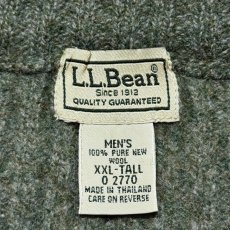 L.L.Bean®
Since 1912
QUALITY GUARANTEED
MEN'S
100% PURE NEW
WOOL
XXL-TALL
0 2770
MADE IN THAILAND
CARE ON REVERSE